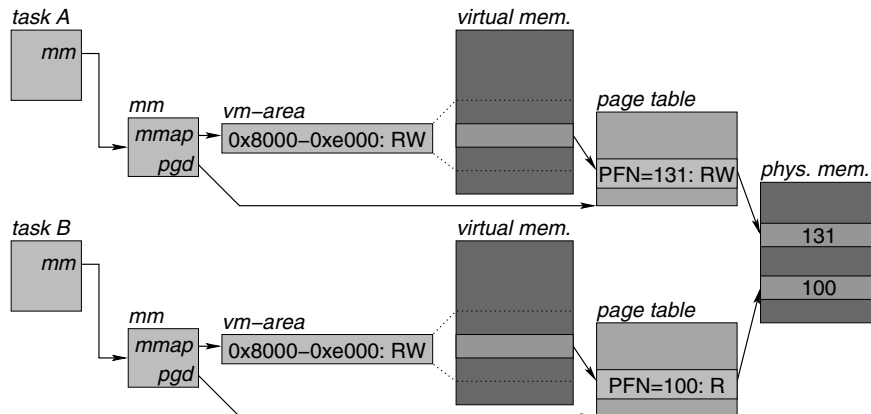 task A
mm
virtual mem.
mm
vm−area
page table
mmap
0x8000−0xe000: RW
pgd
PFN=131: RW
phys. mem.
131
100
task B
mm
virtual mem.
mm
vm−area
page table
mmap
0x8000−0xe000: RW
pgd
PFN=100: R